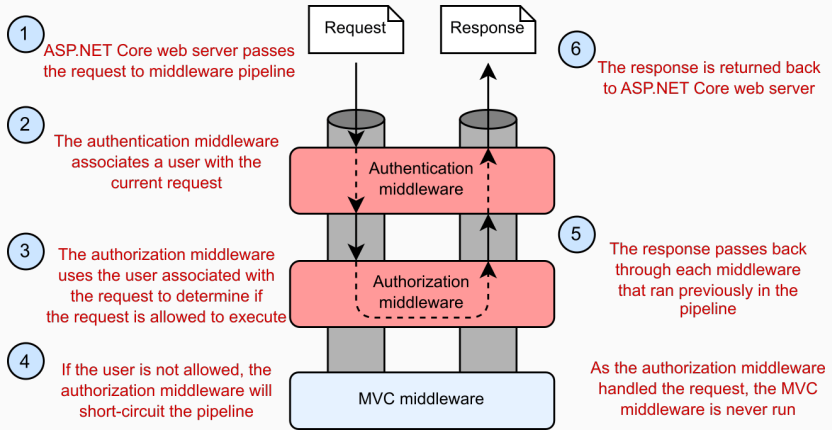 Request
Response
1
ASP.NET Core web server passes
the request to middleware pipeline
2
The authentication middleware
associates a user with the
current request
3
The authorization middleware
uses the user associated with
the request to determine if
the request is allowed to execute
4
If the user is not allowed, the
authorization middleware will
short-circuit the pipeline
Authentication
middleware
Authorization
middleware
MVC middleware
6
The response is returned back
to ASP.NET Core web server
5
The response passes back
through each middleware
that ran previously in the
pipeline
As the authorization middleware
handled the request, the MVC
middleware is never run